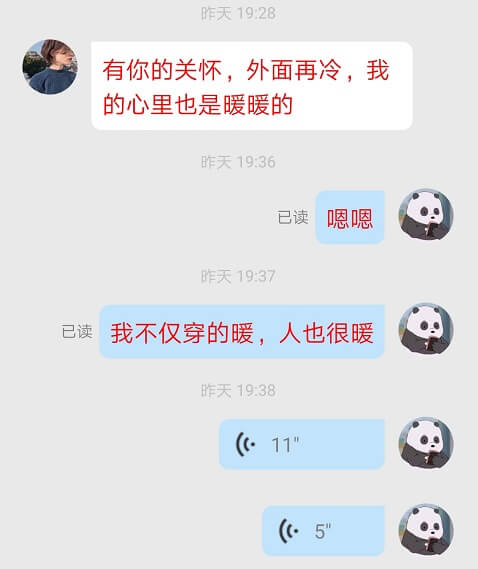 昨天 19:28
有你的关怀，外面再冷，我
的心里也是暖暖的
昨天 19:36
已读 嗯嗯
昨天 19:37
已读 我不仅穿的暖，人也很暖
昨天 19:38
11"
5"